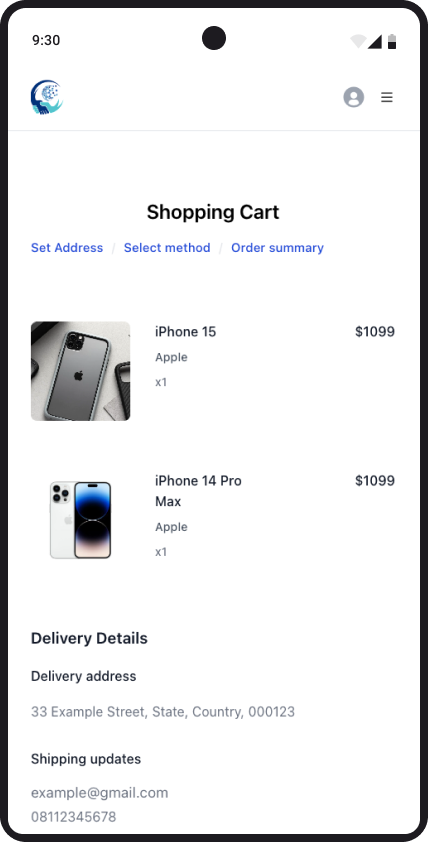 9:30
Shopping Cart
Set Address / Select method / Order summary
iPhone 15 $1099
Apple
x1
iPhone 14 Pro $1099
Max
Apple
x1
Delivery Details
Delivery address
33 Example Street, State, Country, 000123
Shipping updates
example@gmail.com
08112345678